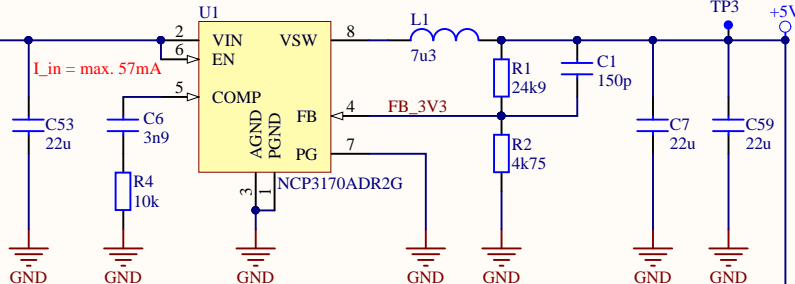 U1
TP3
+5V
L1
2
VIN
VSW
8
6
EN
7u3
I_in = max. 57mA
R1
24k9
C1
150p
5
COMP
FB
4
FB_3V3
C53
22u
C6
3n9
AGND
PGND
PG
7
R2
4k75
C7
22u
C59
22u
R4
10k
3
1
NCP3170ADR2G
GND
GND
GND
GND
GND
GND
GND